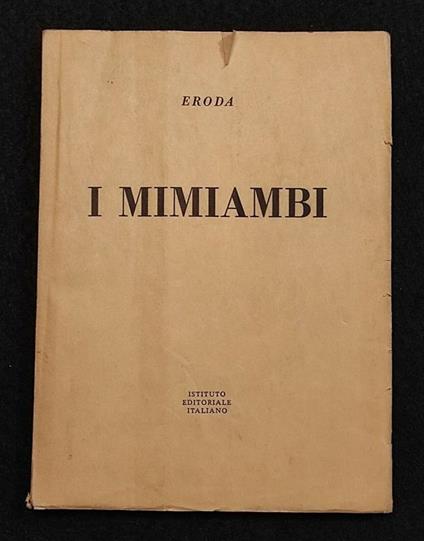 ERODA
I MIMIAMBI
ISTITUTO
EDITORIALE
ITALIANO